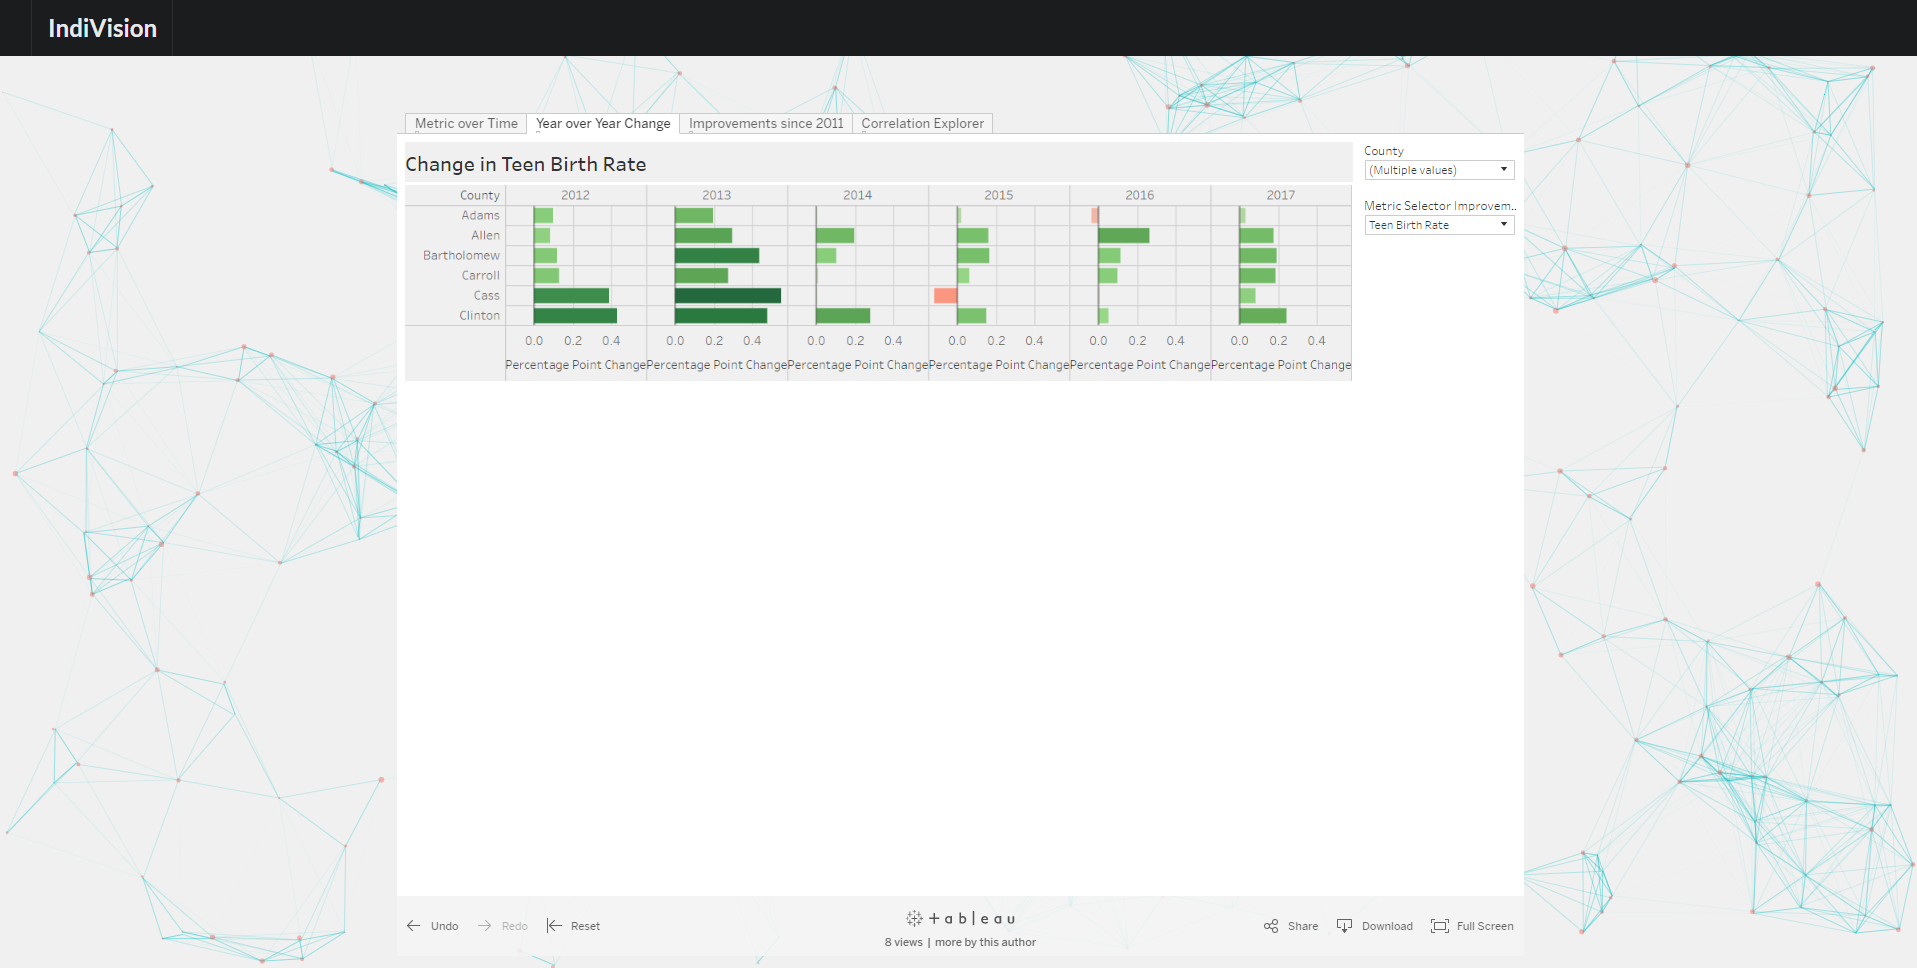 IndiVision
Metric over Time Year over Year Change Improvements since 2011 Correlation Explorer
Change in Teen Birth Rate
County
(Multiple values)
Metric Selector Improvem..
Teen Birth Rate
County 2012 2013 2014 2015 2016 2017
Adams
Allen
Bartholomew
Carroll
Cass
Clinton
0.0 0.2 0.4 0.0 0.2 0.4 0.0 0.2 0.4 0.0 0.2 0.4 0.0 0.2 0.4 0.0 0.2 0.4
Percentage Point Change Percentage Point Change Percentage Point Change Percentage Point Change Percentage Point Change Percentage Point Change
Undo Redo Reset
+ a b | e a u
8 views | more by this author
Share Download Full Screen